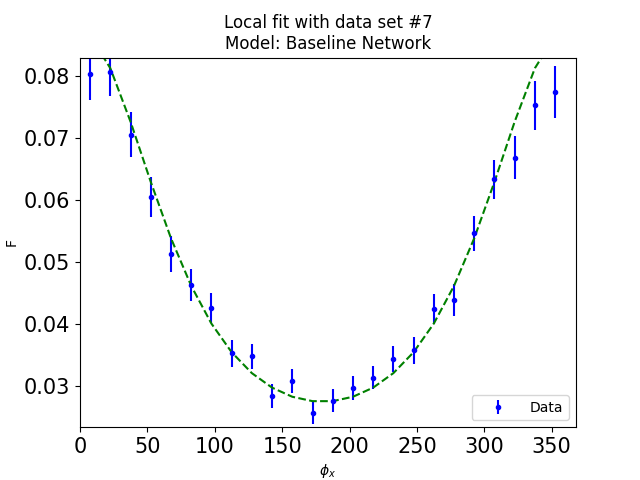 Local fit with data set #7
Model: Baseline Network
0.08
0.07
0.06
0.05
0.04
0.03
F
0
50
100
150
200
250
300
350
ϕx
Data